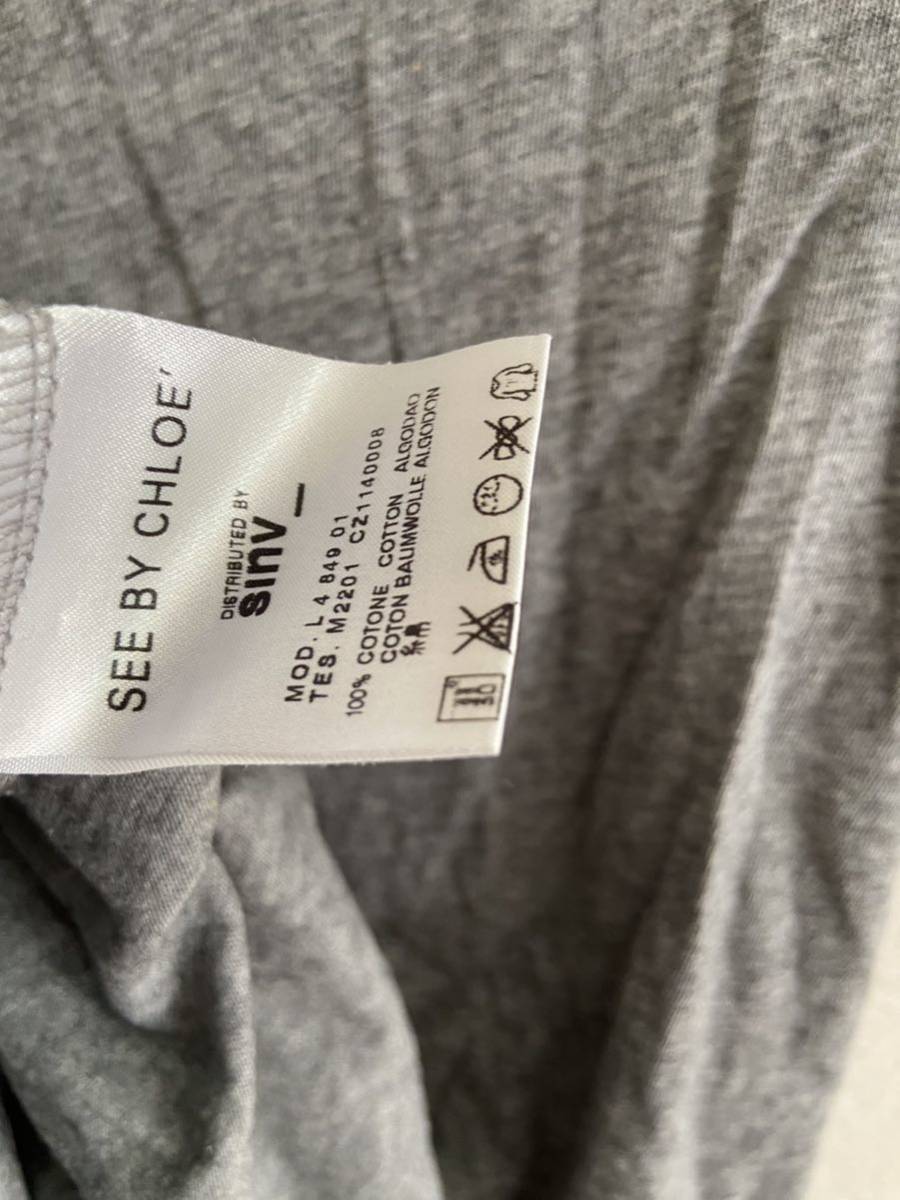 SEE BY CHLOE'
DISTRIBUTED BY
sinv_
MOD. L 4 849 01
TES. M2201 CZ1140008
100% COTONE COTTON ALGODAO
COTON BAUMWOLLE ALGODON
綿